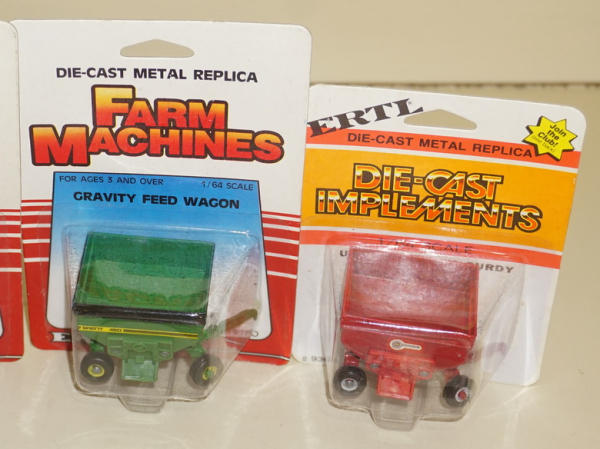 DIE-CAST METAL REPLICA
FARM
MACHINES
FOR AGES 3 AND OVER 1/64 SCALE
GRAVITY FEED WAGON
ERTL
DIE-CAST METAL REPLICA
Join
the
Club!
DIE-CAST
IMPLEMENTS
SCALE